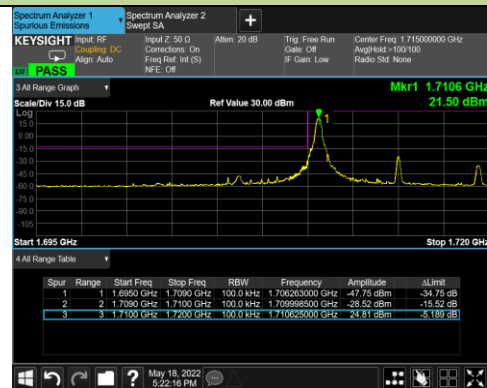 Spectrum Analyzer 1
Spurious Emissions
Spectrum Analyzer 2
Swept SA
+
KEYSIGHT
Input: RF
Coupling: DC
Align: Auto
Input Z: 50 Ω
Corrections: On
Freq Ref: Int (S)
NFE: Off
Atten: 20 dB
Trig: Free Run
Gate: Off
IF Gain: Low
Center Freq: 1.715000000 GHz
Avg|Hold:>100/100
Radio Std: None
PASS
3 All Range Graph
Mkr1 1.7106 GHz
Scale/Div 15.0 dB
Ref Value 30.00 dBm
21.50 dBm
Log
15.0
0.00
-15.0
-30.0
-45.0
-60.0
-75.0
-90.0
-105
1
Start 1.695 GHz
Stop 1.720 GHz
4 All Range Table
Spur Range Start Freq Stop Freq RBW Frequency Amplitude ΔLimit
1 1 1.6950 GHz 1.7090 GHz 100.0 kHz 1.706263000 GHz -47.75 dBm -34.75 dB
2 2 1.7090 GHz 1.7100 GHz 100.0 kHz 1.709998500 GHz -28.52 dBm -15.52 dB
3 3 1.7100 GHz 1.7200 GHz 100.0 kHz 1.710625000 GHz 24.81 dBm -5.189 dB
?
May 18, 2022
5:22:16 PM